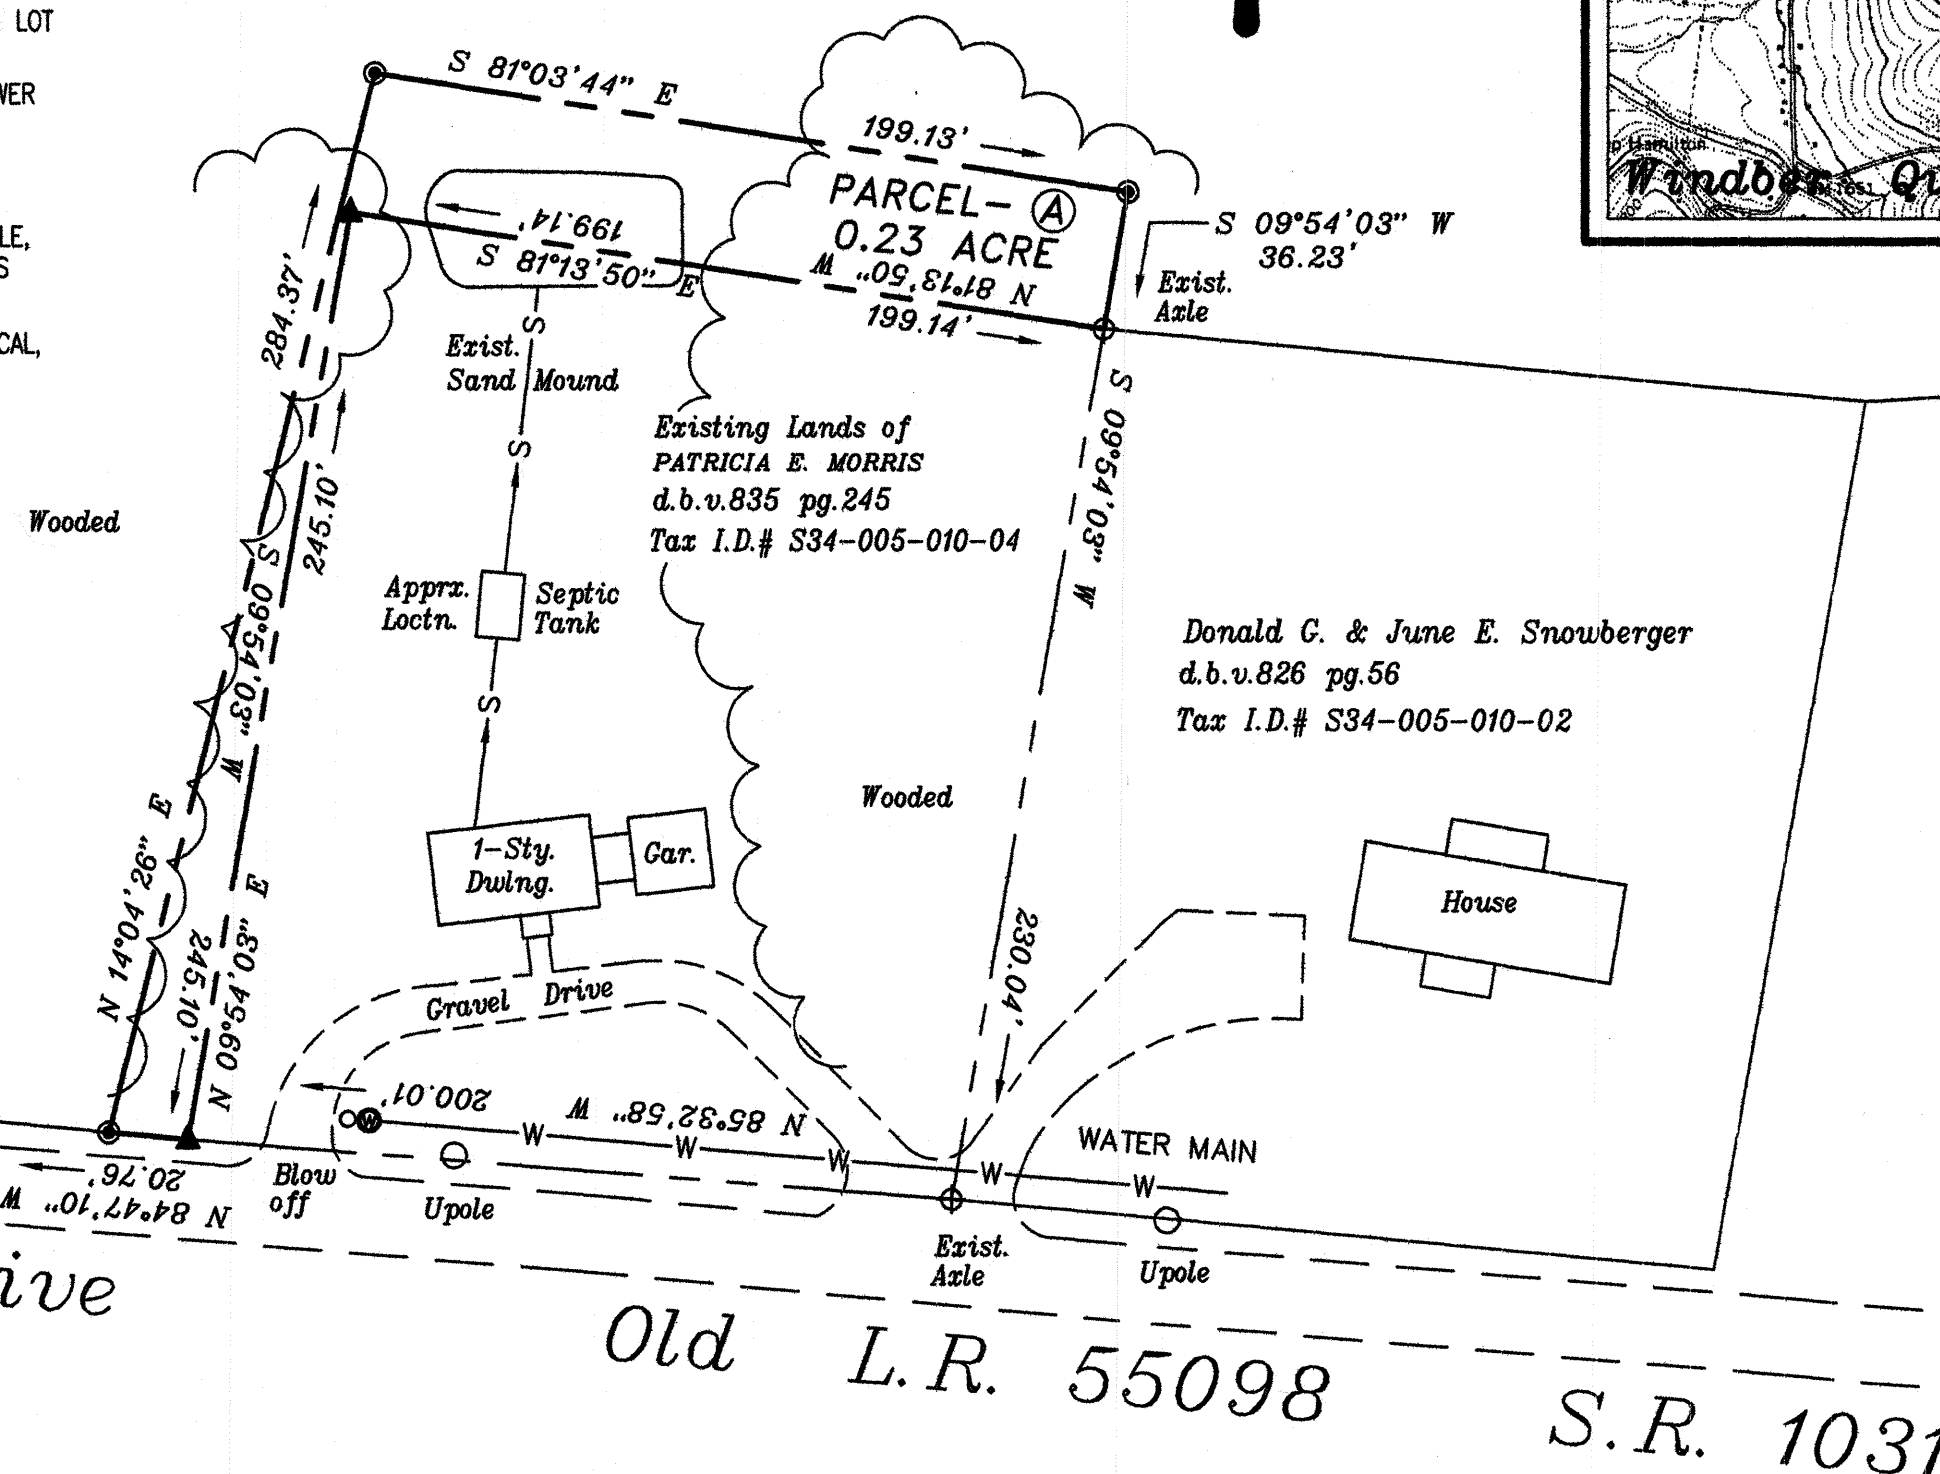 LOT
WER
LE,
S
CAL,
S 81°03'44" E
199.13'
PARCEL- A
0.23 ACRE
199.14'
S 81°13'50" E
N 81°13'50" W
199.14'
S 09°54'03" W
36.23'
Exist.
Axle
p Hamilton
Windber Qu
284.37'
245.10'
S
Exist.
Sand Mound
S
Existing Lands of
PATRICIA E. MORRIS
d.b.v.835 pg.245
Tax I.D.# S34-005-010-04
S 09°54'03" W
Wooded
S 09°54'03" W
Apprx.
Loctn.
Septic
Tank
S
Donald G. & June E. Snowberger
d.b.v.826 pg.56
Tax I.D.# S34-005-010-02
Wooded
N 14°04'26" E
1-Sty.
Dwlng.
Gar.
House
245.10'
N 09°54'03" E
230.04'
Gravel Drive
200.01'
N 85°32'58" W
W
W
W
W
W
W
WATER MAIN
20.76'
N 84°47'10" W
Blow
off
Upole
Exist.
Axle
Upole
ive
Old L.R. 55098
S.R. 1031